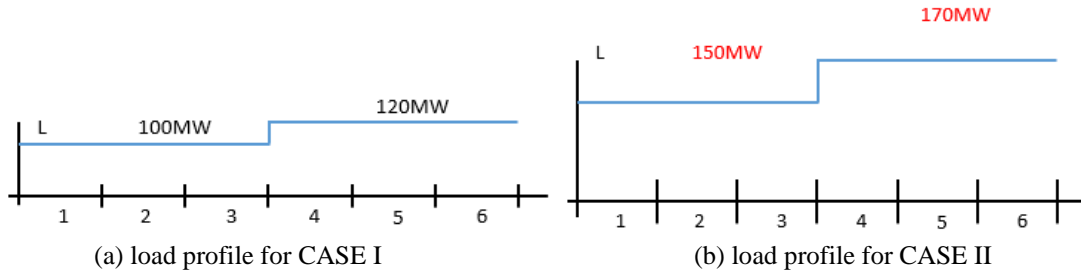 L
100MW
120MW
1 2 3 4 5 6
(a) load profile for CASE I
L
150MW
170MW
1 2 3 4 5 6
(b) load profile for CASE II